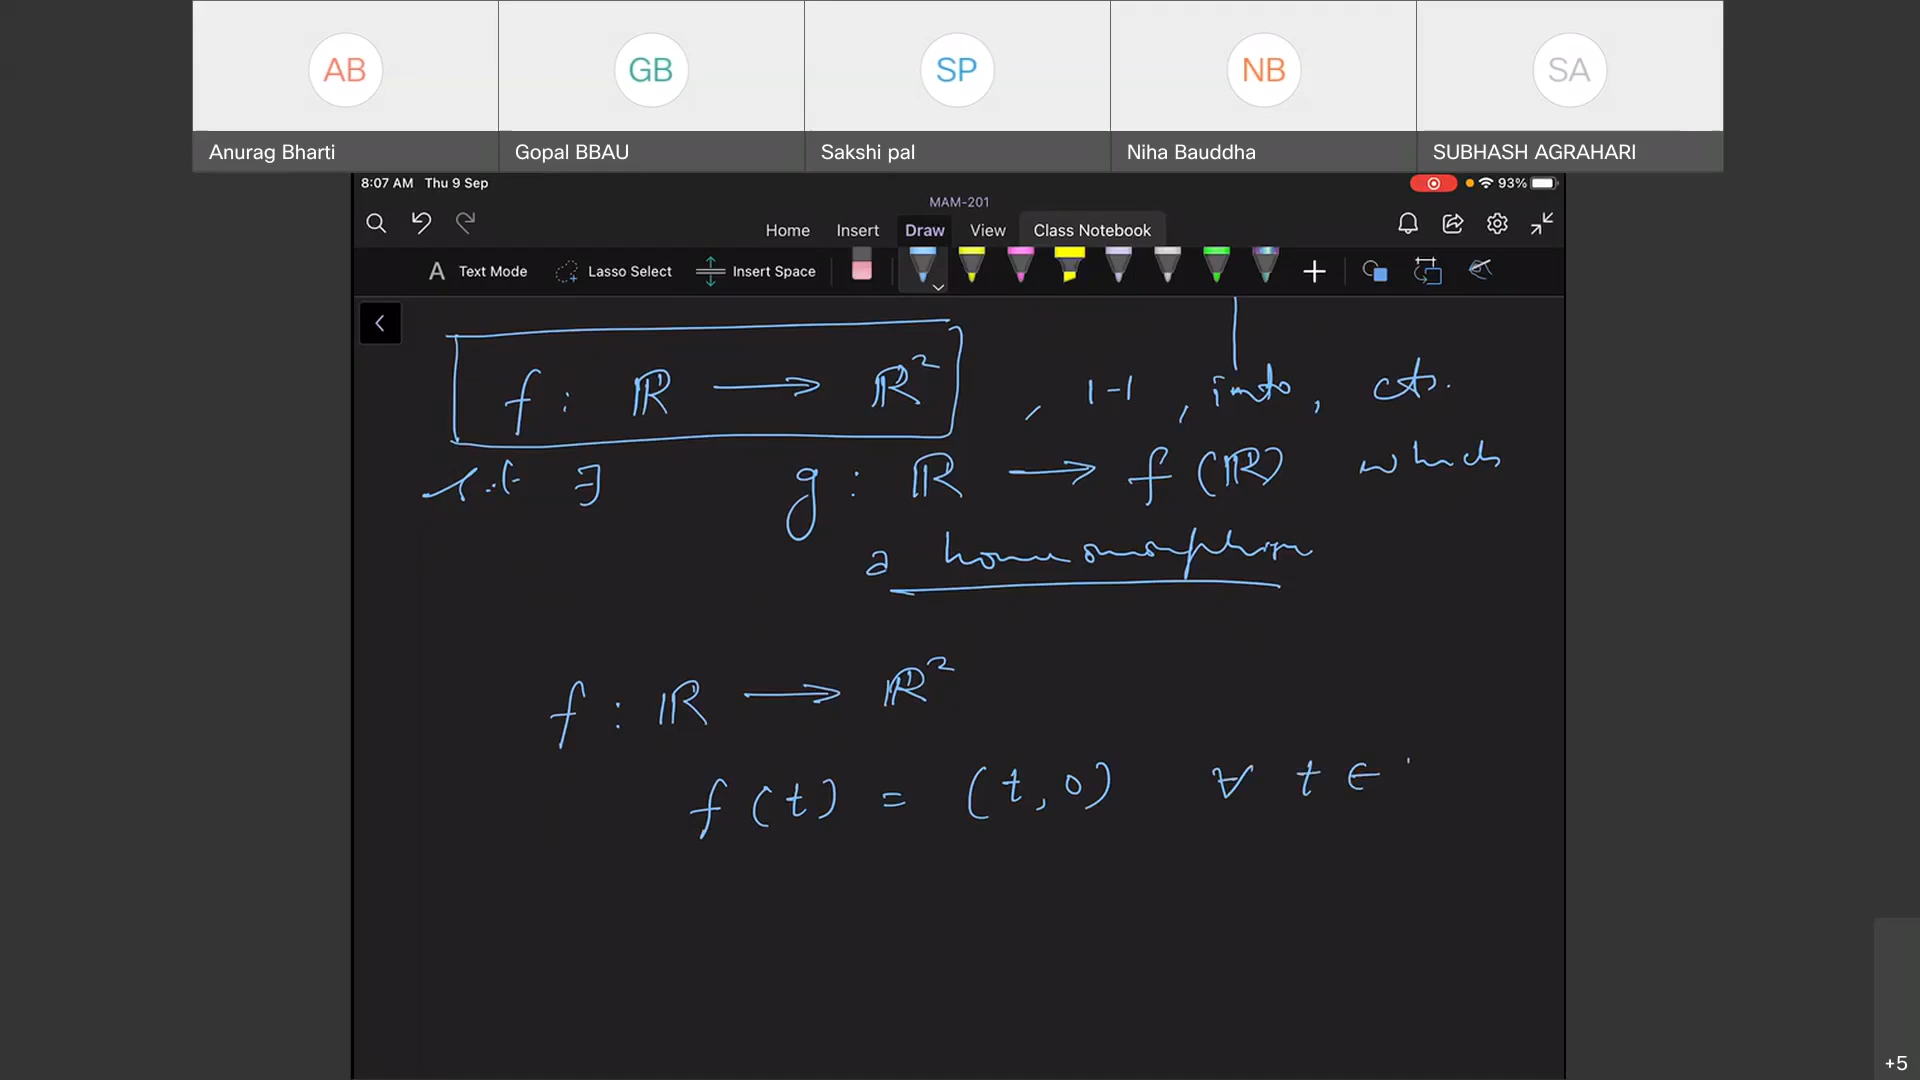 AB GB SP NB SA
Anurag Bharti Gopal BBAU Sakshi pal Niha Bauddha SUBHASH AGRAHARI
8:07 AM Thu 9 Sep 93%
MAM-201
Home Insert Draw View Class Notebook
A Text Mode Lasso Select Insert Space
f : ℝ ⟶ ℝ² , 1-1 , into , cts.
s.t ∃ g : ℝ → f (ℝ) which
a homeomorphism
f : ℝ ⟶ ℝ²
f(t) = (t, 0) ∀ t ∈
+5